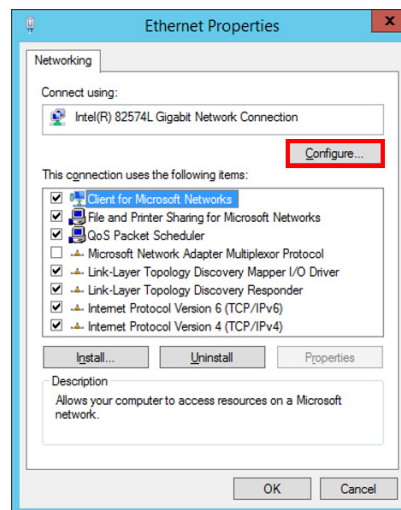 Ethernet Properties
x
Networking
Connect using:
Intel(R) 82574L Gigabit Network Connection
Configure...
This connection uses the following items:
Client for Microsoft Networks
File and Printer Sharing for Microsoft Networks
QoS Packet Scheduler
Microsoft Network Adapter Multiplexor Protocol
Link-Layer Topology Discovery Mapper I/O Driver
Link-Layer Topology Discovery Responder
Internet Protocol Version 6 (TCP/IPv6)
Internet Protocol Version 4 (TCP/IPv4)
Install... Uninstall Properties
Description
Allows your computer to access resources on a Microsoft
network.
OK Cancel